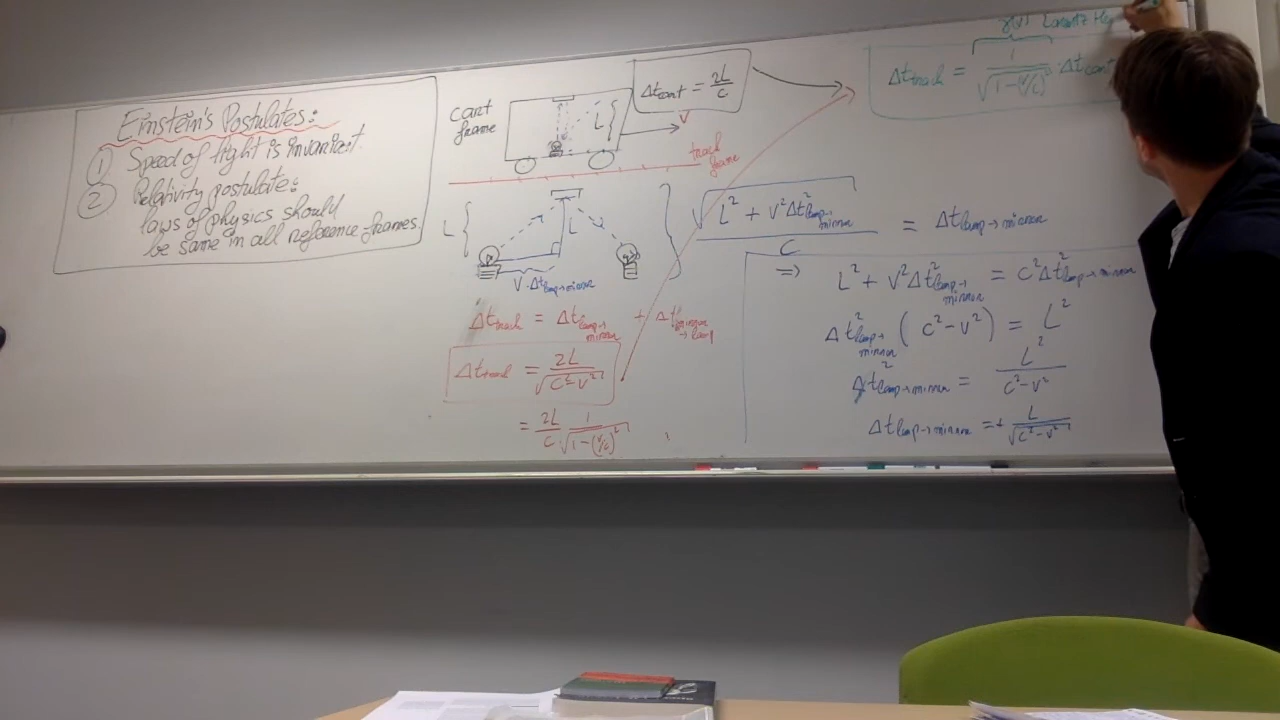 Einstein's Postulates:
① Speed of light is invariant.
② Relativity postulate:
laws of physics should
be same in all reference-frames.
cart
frame
L
Δt_cart = 2L/c
v
track
frame
L
L
v·Δt_lamp→mirror
Δt_track = Δt_lamp→mirror + Δt_mirror→lamp
Δt_track = 2L/√(c²-v²)
= 2L/c 1/√(1-(v/c)²)
√(L² + v²Δt²_lamp→mirror)/c = Δt_lamp→mirror
⇒ L² + v²Δt²_lamp→mirror = c²Δt²_lamp→mirror
Δt²_lamp→mirror (c²-v²) = L²
Δt²_lamp→mirror = L²/(c²-v²)
Δt_lamp→mirror = + L/√(c²-v²)
γ(v) Lorentz
Δt_track = 1/√(1-(v/c)²) · Δt_cart